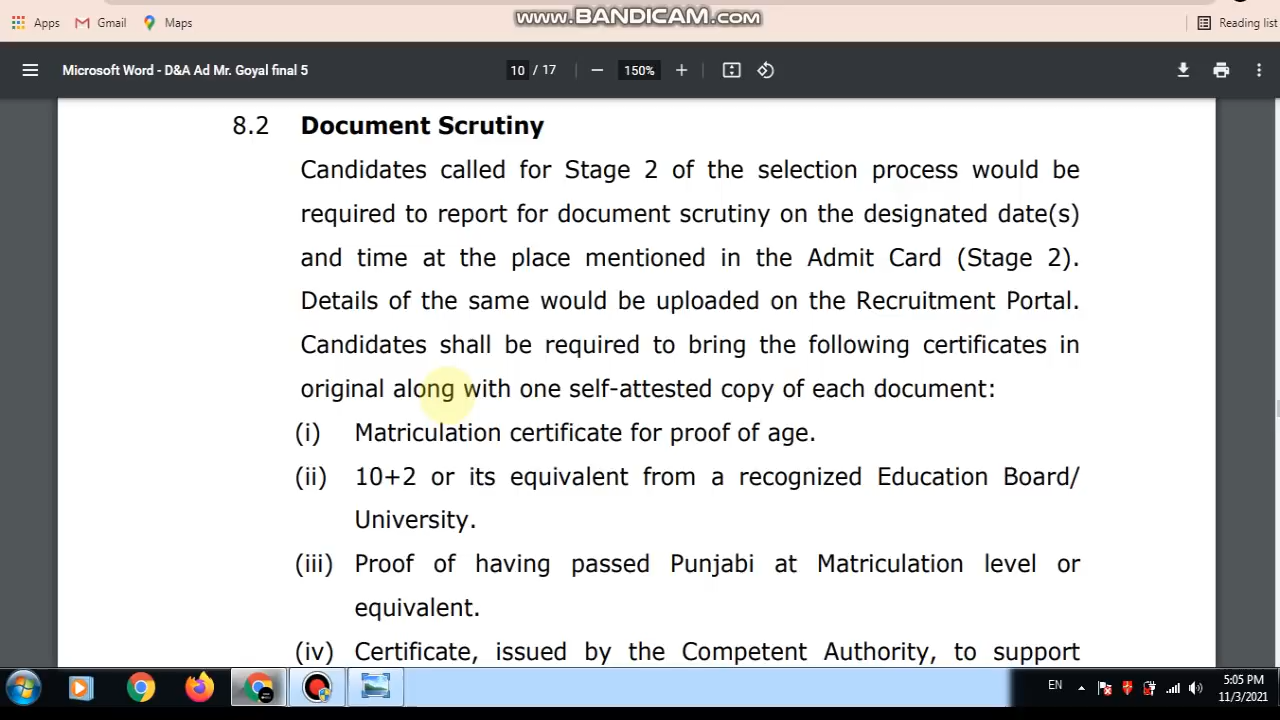 WWW.BANDICAM.COM
Apps Gmail Maps Reading list
Microsoft Word - D&A Ad Mr. Goyal final 5 10 / 17 150%
8.2 Document Scrutiny
Candidates called for Stage 2 of the selection process would be
required to report for document scrutiny on the designated date(s)
and time at the place mentioned in the Admit Card (Stage 2).
Details of the same would be uploaded on the Recruitment Portal.
Candidates shall be required to bring the following certificates in
original along with one self-attested copy of each document:
(i) Matriculation certificate for proof of age.
(ii) 10+2 or its equivalent from a recognized Education Board/
University.
(iii) Proof of having passed Punjabi at Matriculation level or
equivalent.
(iv) Certificate, issued by the Competent Authority, to support
EN 5:05 PM
11/3/2021